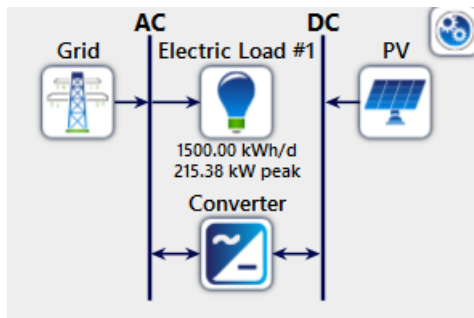 AC DC
Grid Electric Load #1 PV
1500.00 kWh/d
215.38 kW peak
Converter